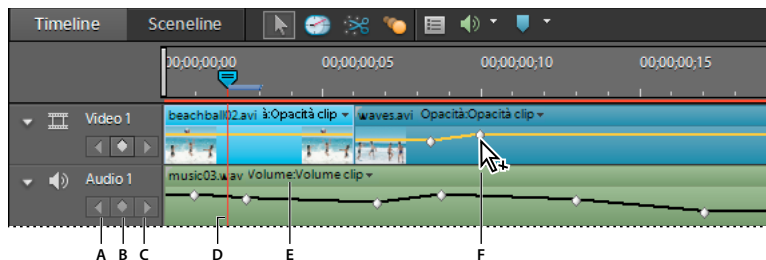 Timeline Sceneline
00;00;00;00 00;00;00;05 00;00;00;10 00;00;00;15
Video 1 beachball02.avi à:Opacità clip waves.avi Opacità:Opacità clip
Audio 1 music03.wav Volume:Volume clip
A B C D E F